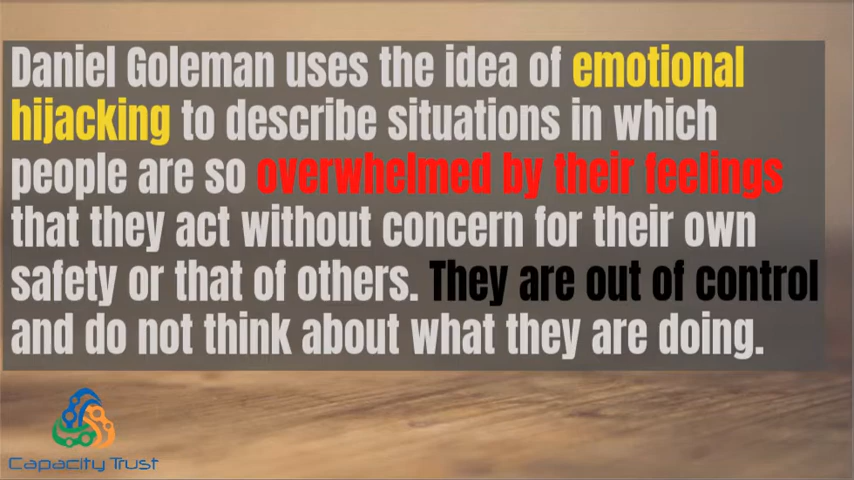 Daniel Goleman uses the idea of emotional
hijacking to describe situations in which
people are so overwhelmed by their feelings
that they act without concern for their own
safety or that of others. They are out of control
and do not think about what they are doing.
Capacity Trust